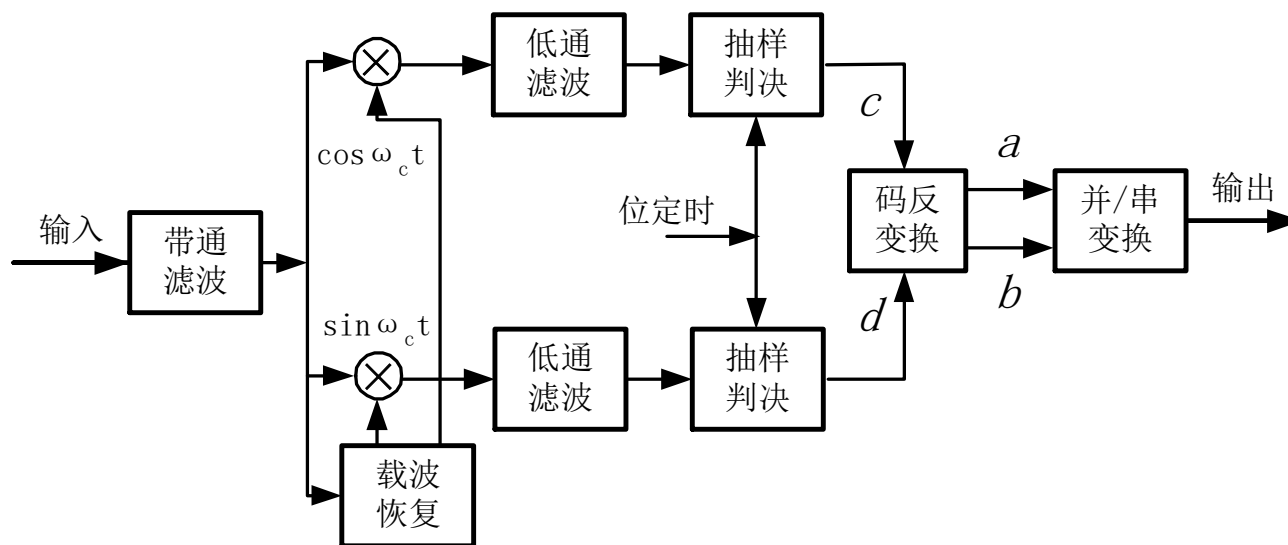 低通
滤波
抽样
判决
c
cos ω_c t
a
输入
带通
滤波
位定时
码反
变换
并/串
变换
输出
b
sin ω_c t
d
低通
滤波
抽样
判决
载波
恢复